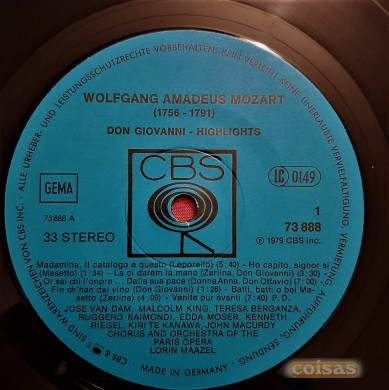 ALLE URHEBER- UND LEISTUNGSSCHUTZRECHTE VORBEHALTEN. KEIN VERLEIH! KEINE UNERLAUBTE VERVIELFÄLTIGUNG, VERMIETUNG, AUFFÜHRUNG, SENDUNG
WOLFGANG AMADEUS MOZART
(1756 - 1791)
DON GIOVANNI - HIGHLIGHTS
CBS
GEMA
LC 0149
73 888 A
1
73 888
33 STEREO
℗ 1979 CBS Inc.
Madamina, il catalogo e questo (Leporello) (5:40) - Ho capito, signor si
(Masetto) (1:34) - La ci darem la mano (Zerlina, Don Giovanni) (3:30)
Or sai chi l'onore... Dalla sua pace (Donna Anna, Don Ottavio) (7:00)
Fin ch'han dal vino (Don Giovanni) (1:26) - Batti, batti o bel Ma-
setto (Zerlina) (4:09) - Venite pur avanti (7:40) P.D.
JOSE VAN DAM, MALCOLM KING, TERESA BERGANZA,
RUGGERO RAIMONDI, EDDA MOSER, KENNETH
RIEGEL, KIRI TE KANAWA, JOHN MACURDY
CHORUS AND ORCHESTRA OF THE
PARIS OPERA
LORIN MAAZEL
MADE IN GERMANY
SIND WARENZEICHEN VON CBS INC.
coisas